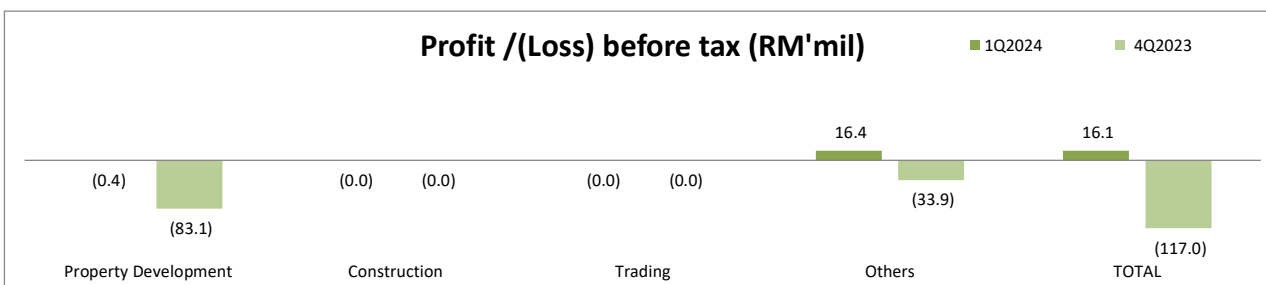 Profit /(Loss) before tax (RM'mil)
1Q2024
4Q2023
16.4
16.1
(0.4)
(0.0)
(0.0)
(0.0)
(0.0)
(33.9)
(83.1)
(117.0)
Property Development
Construction
Trading
Others
TOTAL